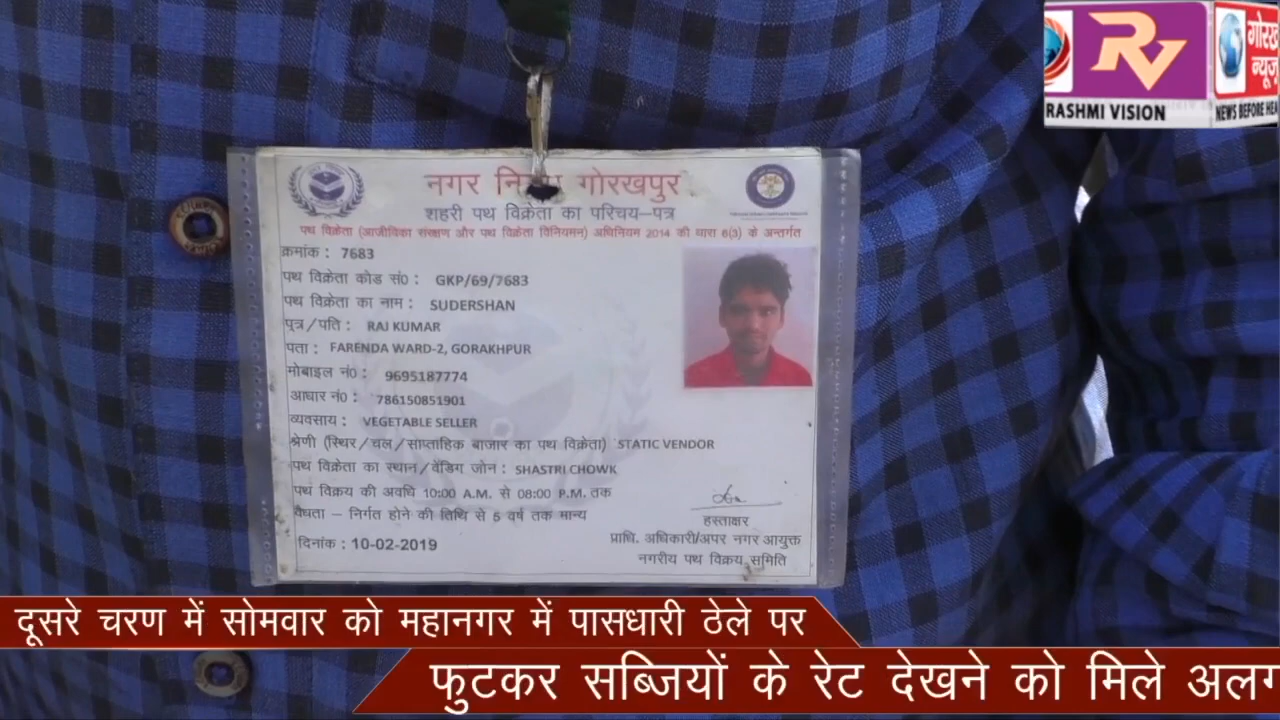 RASHMI VISION
NEWS BEFORE
नगर निगम गोरखपुर
शहरी पथ विक्रेता का परिचय–पत्र
पथ विक्रेता (आजीविका संरक्षण और पथ विक्रेता विनियमन) अधिनियम 2014 की धारा 6(3) के अन्तर्गत
क्रमांक : 7683
पथ विक्रेता कोड सं0 : GKP/69/7683
पथ विक्रेता का नाम : SUDERSHAN
पुत्र/पति : RAJ KUMAR
पता : FARENDA WARD-2, GORAKHPUR
मोबाइल नं0 : 9695187774
आधार नं0 : 786150851901
व्यवसाय : VEGETABLE SELLER
श्रेणी (स्थिर/चल/साप्ताहिक बाजार का पथ विक्रेता) STATIC VENDOR
पथ विक्रेता का स्थान/वेंडिग जोन : SHASTRI CHOWK
पथ विक्रय की अवधि 10:00 A.M. से 08:00 P.M. तक
वैधता – निर्गत होने की तिथि से 5 वर्ष तक मान्य
दिनांक : 10-02-2019
हस्ताक्षर
प्राधि. अधिकारी/अपर नगर आयुक्त
नगरीय पथ विक्रय समिति
दूसरे चरण में सोमवार को महानगर में पासधारी ठेले पर
फुटकर सब्जियों के रेट देखने को मिले अलग